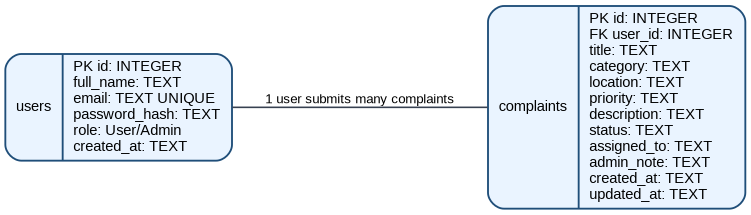 users
PK id: INTEGER
full_name: TEXT
email: TEXT UNIQUE
password_hash: TEXT
role: User/Admin
created_at: TEXT
1 user submits many complaints
complaints
PK id: INTEGER
FK user_id: INTEGER
title: TEXT
category: TEXT
location: TEXT
priority: TEXT
description: TEXT
status: TEXT
assigned_to: TEXT
admin_note: TEXT
created_at: TEXT
updated_at: TEXT